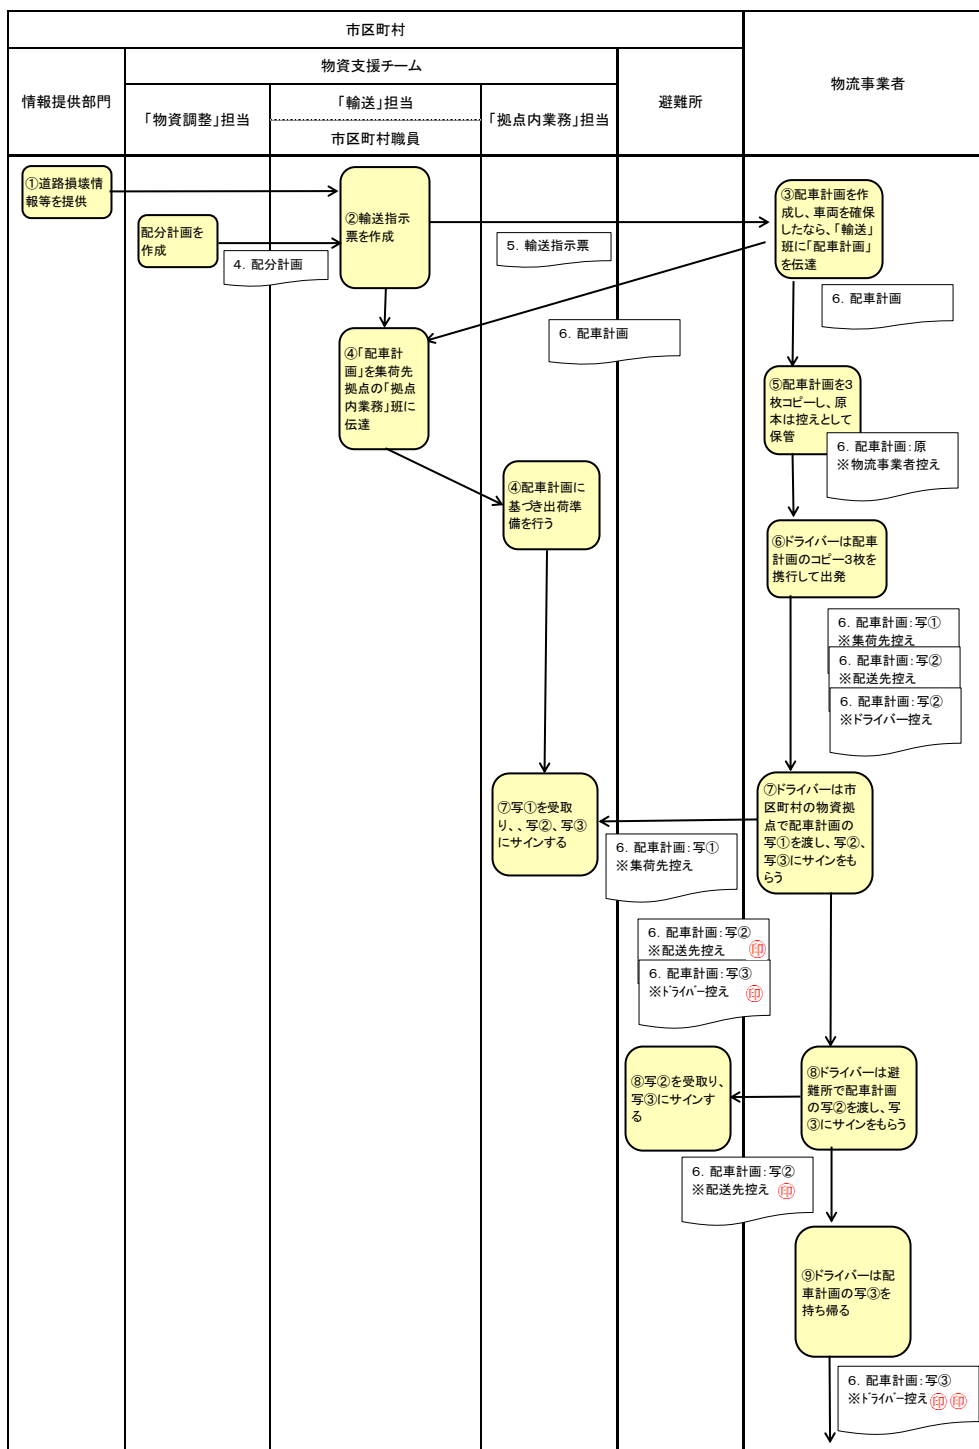 市区町村
物資支援チーム
情報提供部門
「物資調整」担当
「輸送」担当
市区町村職員
「拠点内業務」担当
避難所
物流事業者
①道路損壊情
報等を提供
配分計画を
作成
4. 配分計画
②輸送指示
票を作成
5. 輸送指示票
③配車計画を作
成し、車両を確保
したなら、「輸送」
班に「配車計画」
を伝達
6. 配車計画
6. 配車計画
④「配車計
画」を集荷先
拠点の「拠点
内業務」班に
伝達
⑤配車計画を3
枚コピーし、原
本は控えとして
保管
6. 配車計画：原
※物流事業者控え
④配車計画に
基づき出荷準
備を行う
⑥ドライバーは配車
計画のコピー3枚を
携行して出発
6. 配車計画：写①
※集荷先控え
6. 配車計画：写②
※配送先控え
6. 配車計画：写②
※ドライバー控え
⑦写①を受取
り、、写②、写③
にサインする
⑦ドライバーは市
区町村の物資拠
点で配車計画の
写①を渡し、写②、
写③にサインをも
らう
6. 配車計画：写①
※集荷先控え
6. 配車計画：写②
※配送先控え 印
6. 配車計画：写③
※ﾄﾞﾗｲﾊﾞｰ控え 印
⑧写②を受取り、
写③にサインす
る
⑧ドライバーは避
難所で配車計画
の写②を渡し、写
③にサインをもらう
6. 配車計画：写②
※配送先控え 印
⑨ドライバーは配
車計画の写③を
持ち帰る
6. 配車計画：写③
※ﾄﾞﾗｲﾊﾞｰ控え 印 印